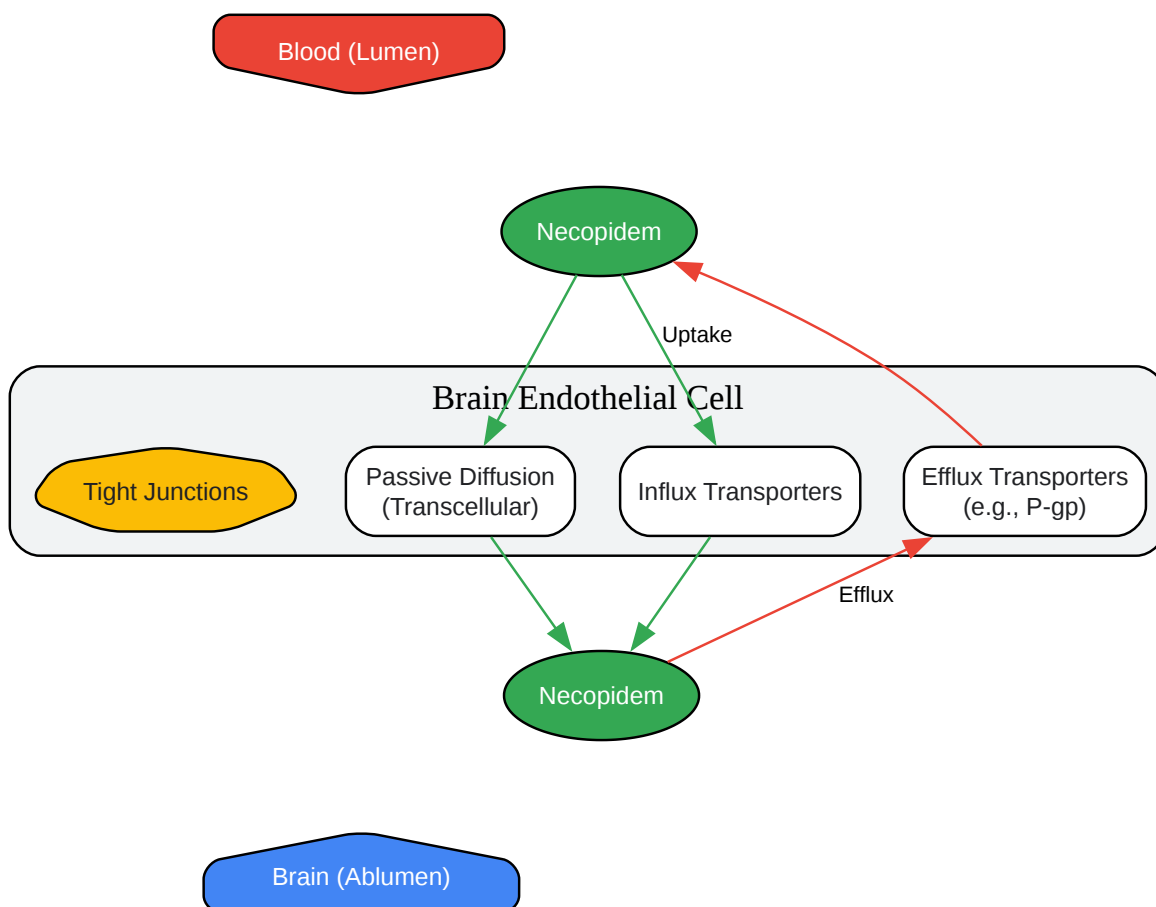 Blood (Lumen)
Necopidem
Uptake
Brain Endothelial Cell
Tight Junctions
Passive Diffusion
(Transcellular)
Influx Transporters
Efflux Transporters
(e.g., P-gp)
Efflux
Necopidem
Brain (Ablumen)